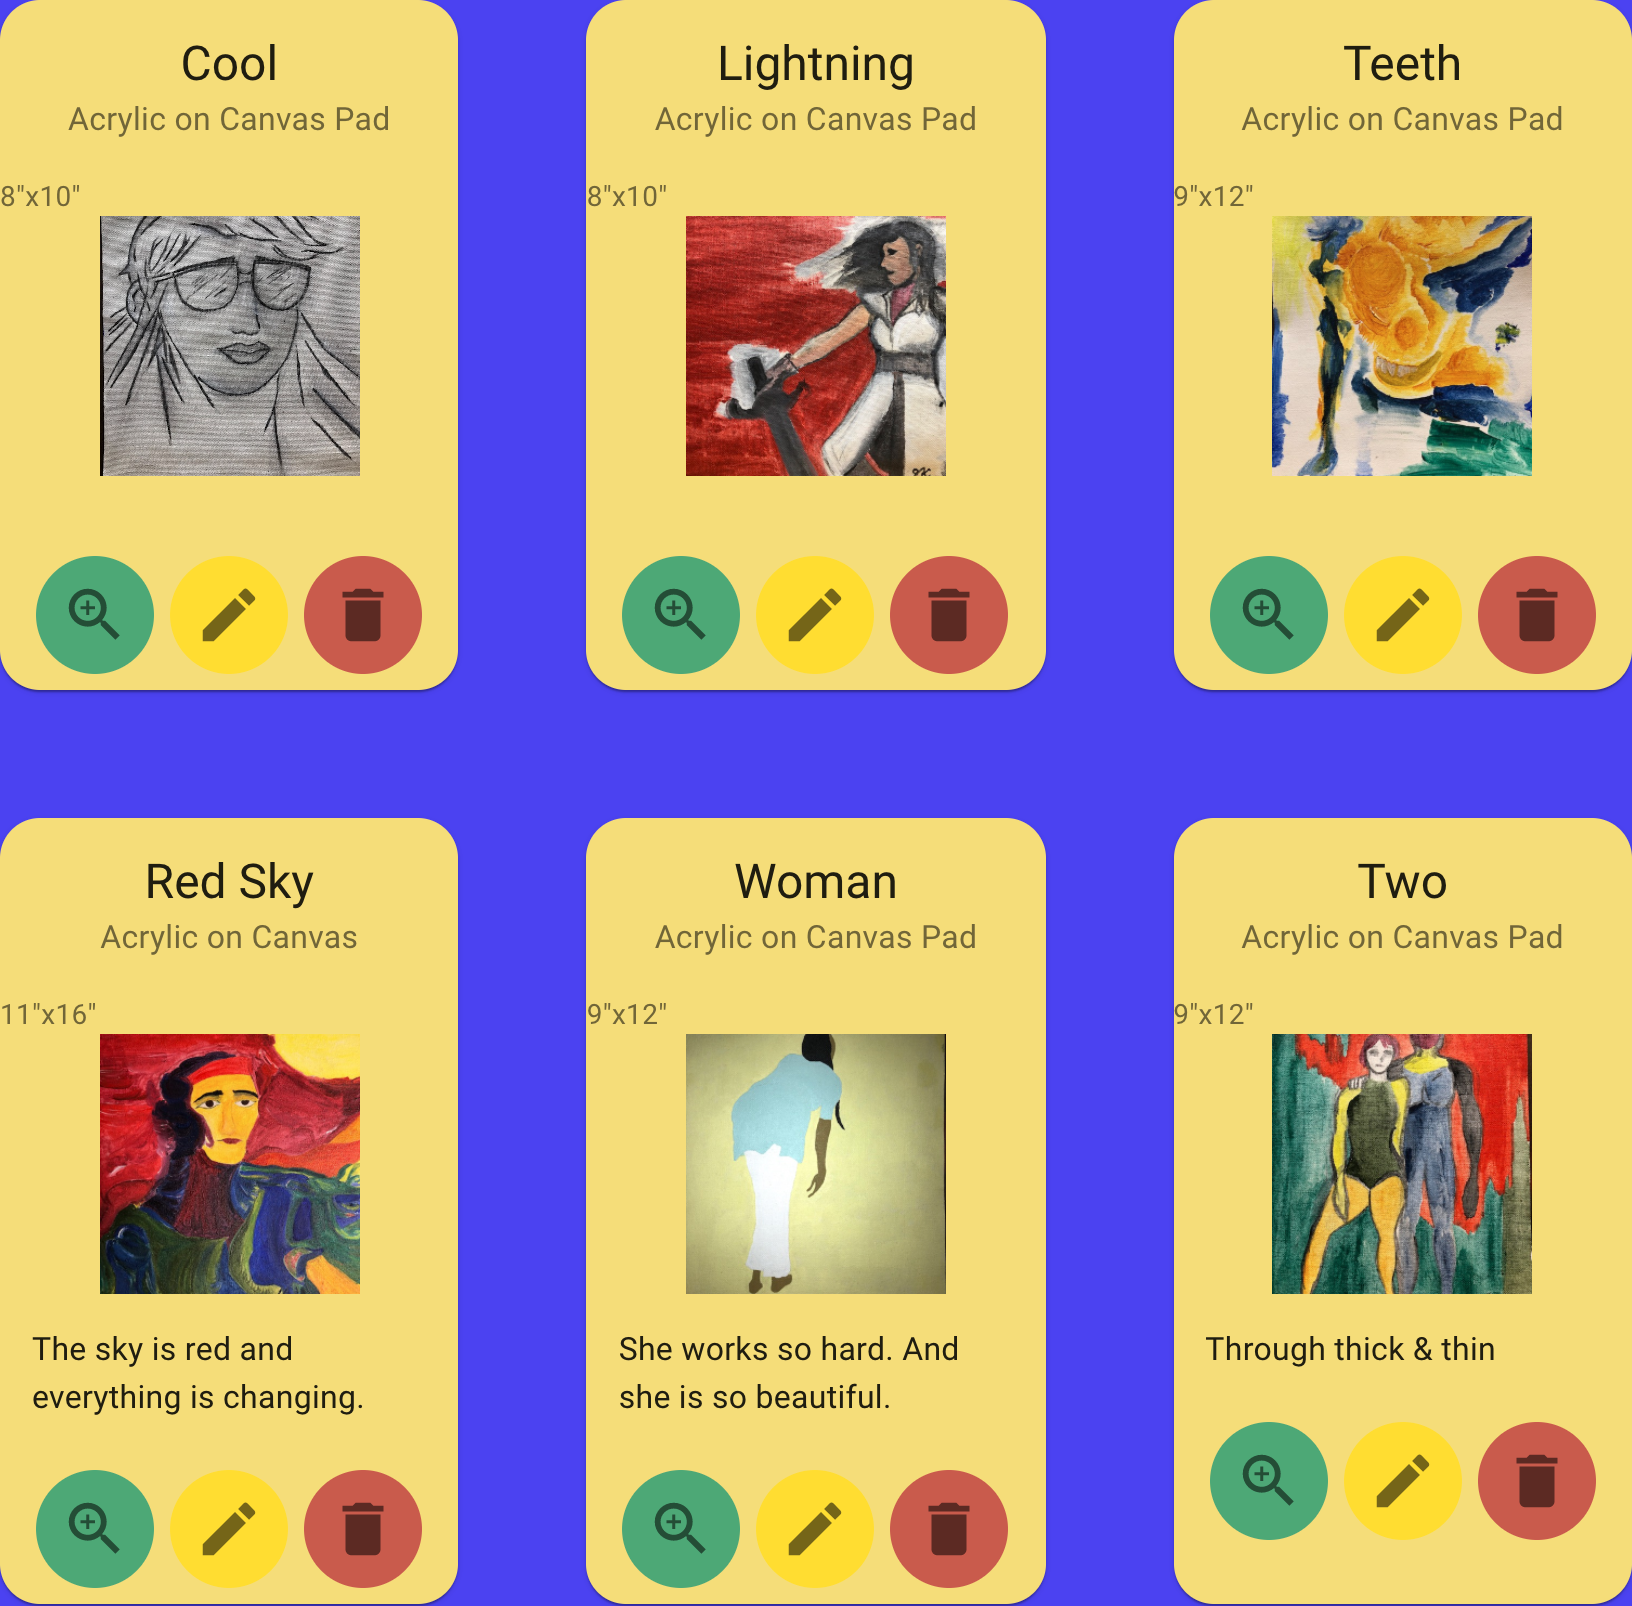 Cool
Acrylic on Canvas Pad
8"x10"
Lightning
Acrylic on Canvas Pad
8"x10"
Teeth
Acrylic on Canvas Pad
9"x12"
Red Sky
Acrylic on Canvas
11"x16"
The sky is red and
everything is changing.
Woman
Acrylic on Canvas Pad
9"x12"
She works so hard. And
she is so beautiful.
Two
Acrylic on Canvas Pad
9"x12"
Through thick & thin